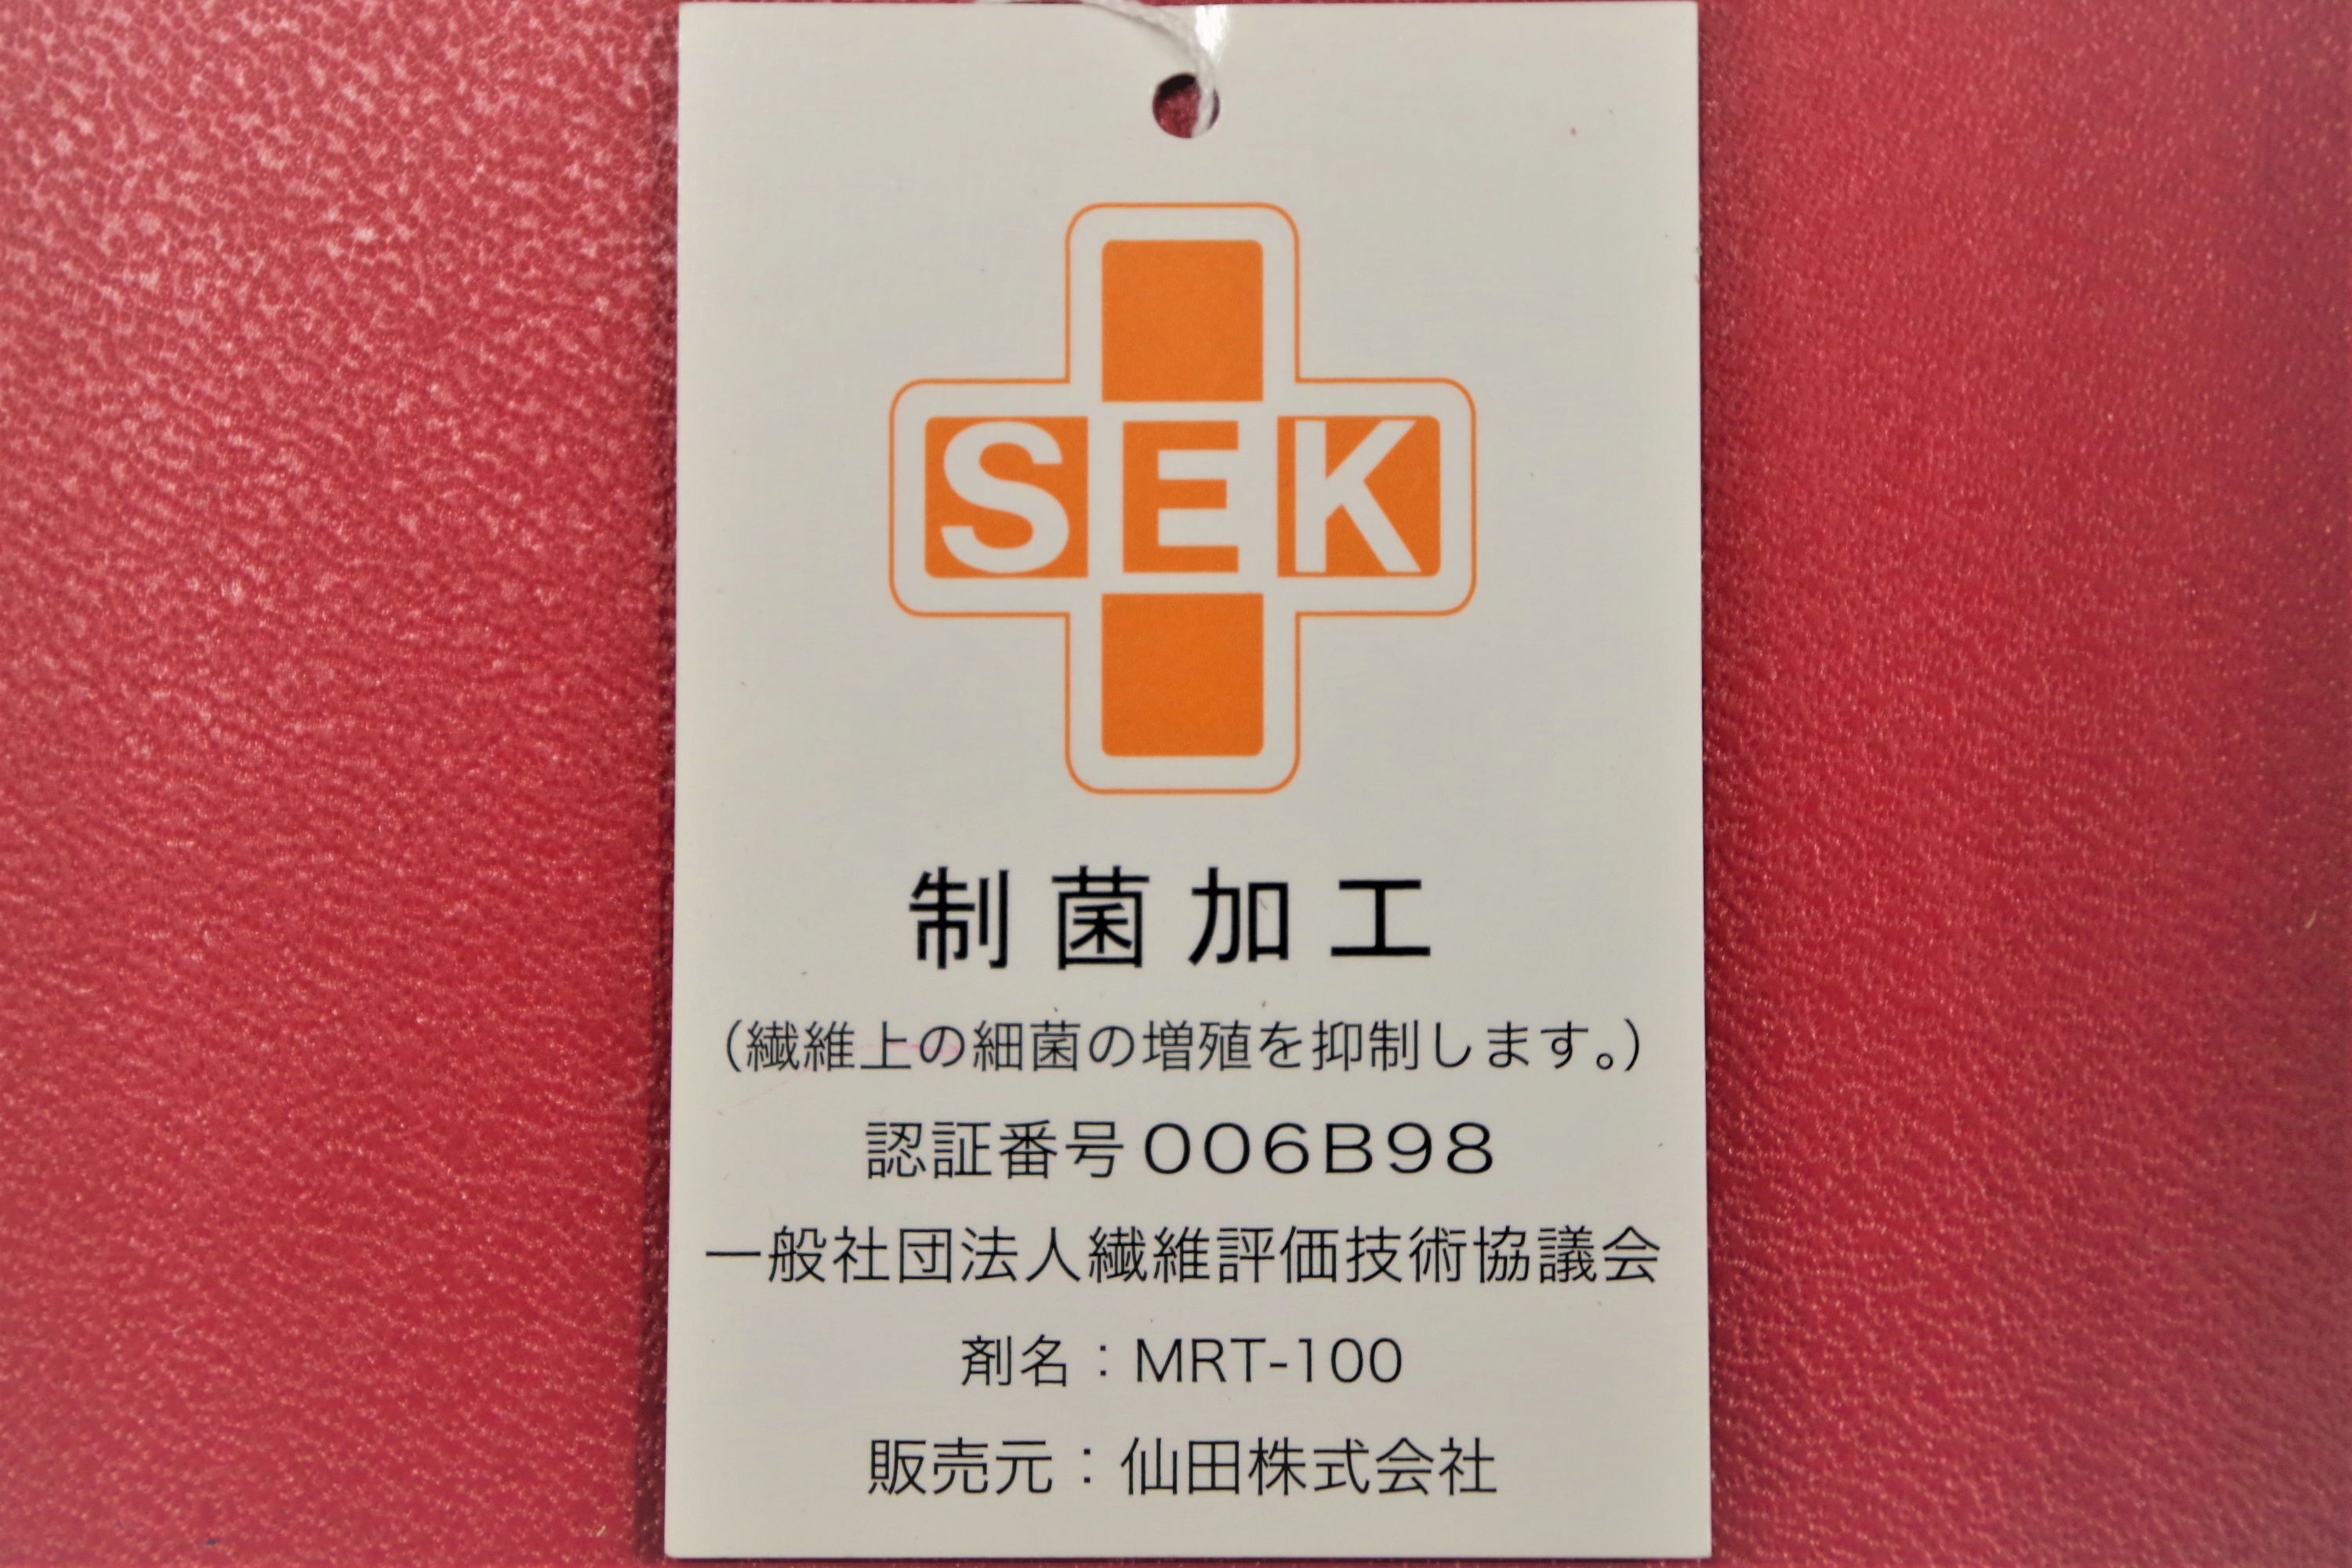 SEK
制菌加工
(繊維上の細菌の増殖を抑制します。)
認証番号006B98
一般社団法人繊維評価技術協議会
剤名：MRT-100
販売元：仙田株式会社